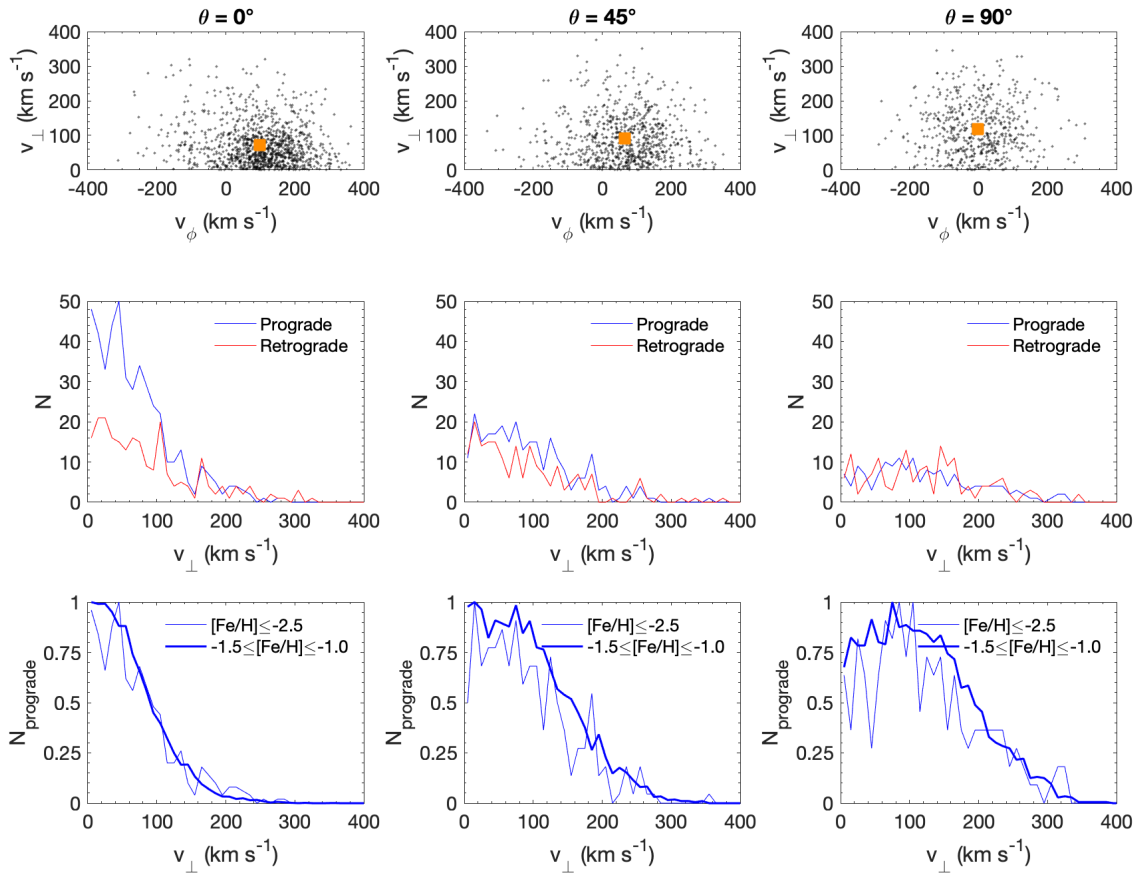 θ = 0° θ = 45° θ = 90°
400 400 400
300 300 300
200 200 200
100 100 100
0 0 0
v⊥ (km s⁻¹) v⊥ (km s⁻¹) v⊥ (km s⁻¹)
-400 -200 0 200 400 -400 -200 0 200 400 -400 -200 0 200 400
vϕ (km s⁻¹) vϕ (km s⁻¹) vϕ (km s⁻¹)
50 50 50
40 40 40
30 30 30
20 20 20
10 10 10
0 0 0
N N N
Prograde Prograde Prograde
Retrograde Retrograde Retrograde
0 100 200 300 400 0 100 200 300 400 0 100 200 300 400
v⊥ (km s⁻¹) v⊥ (km s⁻¹) v⊥ (km s⁻¹)
1 1 1
0.75 0.75 0.75
0.5 0.5 0.5
0.25 0.25 0.25
0 0 0
Nprograde Nprograde Nprograde
[Fe/H]≤-2.5 [Fe/H]≤-2.5 [Fe/H]≤-2.5
-1.5≤[Fe/H]≤-1.0 -1.5≤[Fe/H]≤-1.0 -1.5≤[Fe/H]≤-1.0
0 100 200 300 400 0 100 200 300 400 0 100 200 300 400
v⊥ (km s⁻¹) v⊥ (km s⁻¹) v⊥ (km s⁻¹)